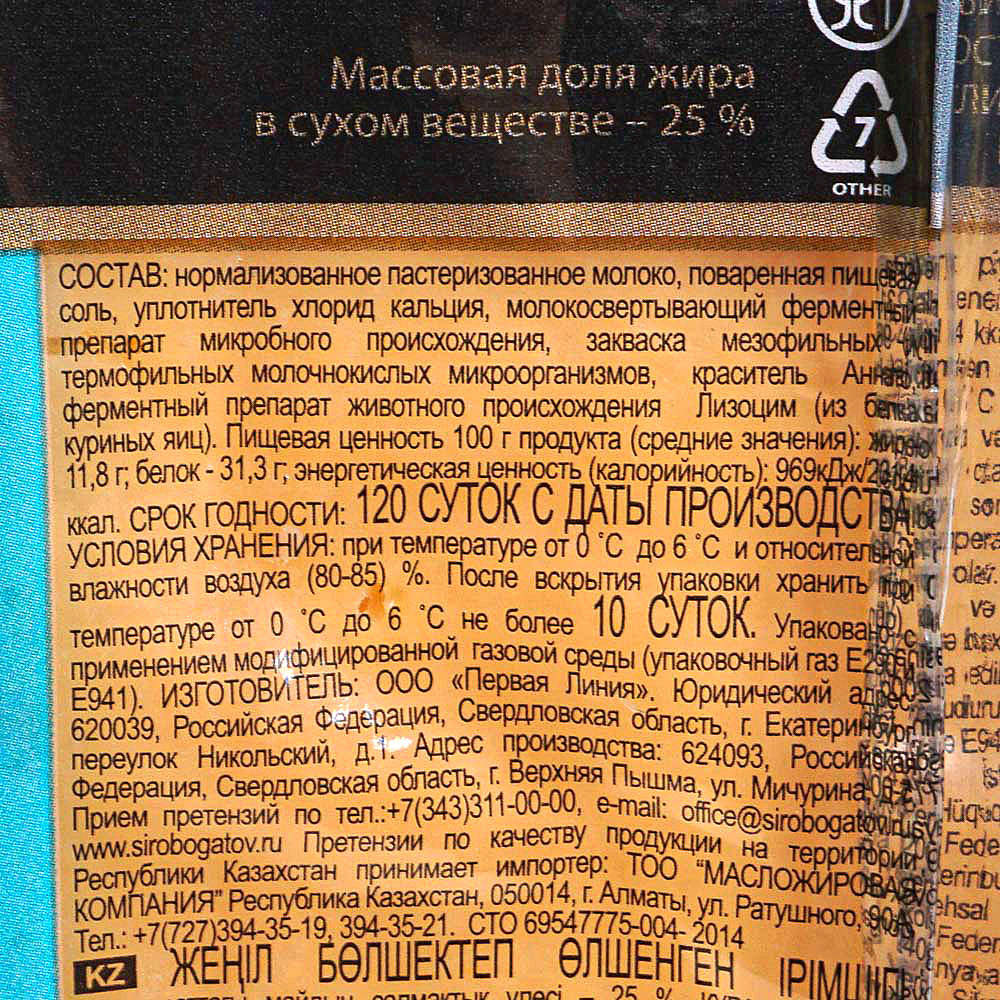 Массовая доля жира
в сухом веществе – 25 %
7
OTHER
СОСТАВ: нормализованное пастеризованное молоко, поваренная пищевая
соль, уплотнитель хлорид кальция, молокосвертывающий ферментный
препарат микробного происхождения, закваска мезофильных и
термофильных молочнокислых микроорганизмов, краситель Аннато,
ферментный препарат животного происхождения Лизоцим (из белка
куриных яиц). Пищевая ценность 100 г продукта (средние значения): жиры
11,8 г; белок - 31,3 г; энергетическая ценность (калорийность): 969кДж/
ккал. СРОК ГОДНОСТИ: 120 СУТОК С ДАТЫ ПРОИЗВОДСТВА.
УСЛОВИЯ ХРАНЕНИЯ: при температуре от 0 °С до 6 °С и относительной
влажности воздуха (80-85) %. После вскрытия упаковки хранить при
температуре от 0 °С до 6 °С не более 10 СУТОК. Упаковано с
применением модифицированной газовой среды (упаковочный газ
Е941). ИЗГОТОВИТЕЛЬ: ООО «Первая Линия». Юридический адрес:
620039, Российская Федерация, Свердловская область, г. Екатеринбург,
переулок Никольский, д.1. Адрес производства: 624093, Российская
Федерация, Свердловская область, г. Верхняя Пышма, ул. Мичурина,
Прием претензий по тел.:+7(343)311-00-00, e-mail: office@sirobogatov.ru
www.sirobogatov.ru Претензии по качеству продукции на территории
Республики Казахстан принимает импортер: ТОО “МАСЛОЖИРОВАЯ
КОМПАНИЯ” Республика Казахстан, 050014, г. Алматы, ул. Ратушного, 90А
Тел.: +7(727)394-35-19, 394-35-21. СТО 69547775-004- 2014
KZ ЖЕҢІЛ БӨЛШЕКТЕП ӨЛШЕНГЕН